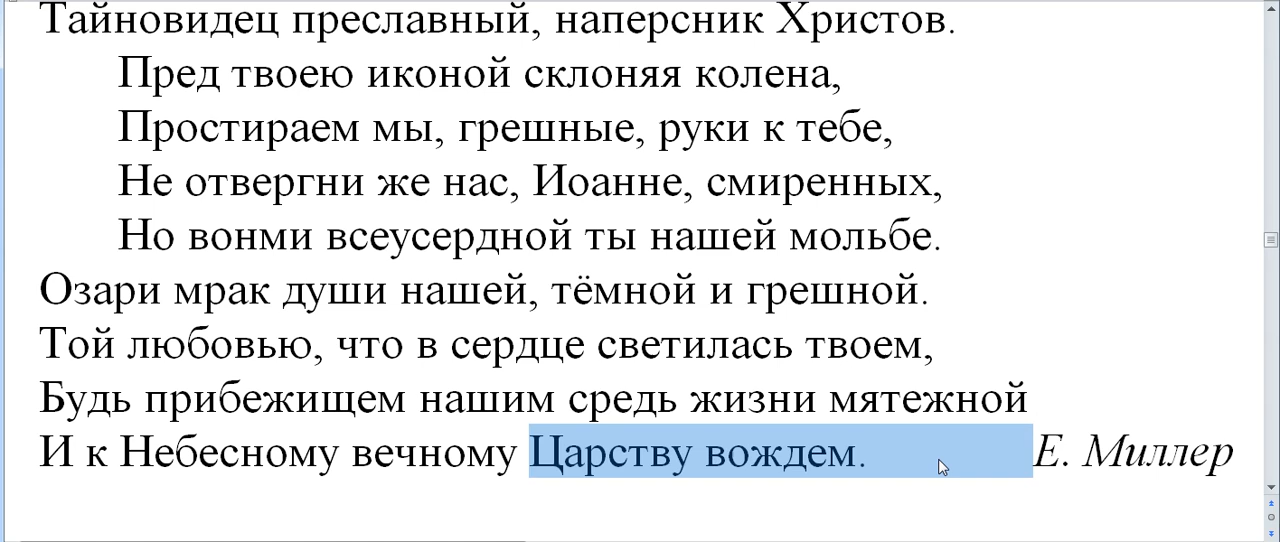 Тайновидец преславный, наперсник Христов.
Пред твоею иконой склоняя колена,
Простираем мы, грешные, руки к тебе,
Не отвергни же нас, Иоанне, смиренных,
Но вонми всеусердной ты нашей мольбе.
Озари мрак души нашей, тёмной и грешной.
Той любовью, что в сердце светилась твоем,
Будь прибежищем нашим средь жизни мятежной
И к Небесному вечному Царству вождем. Е. Миллер